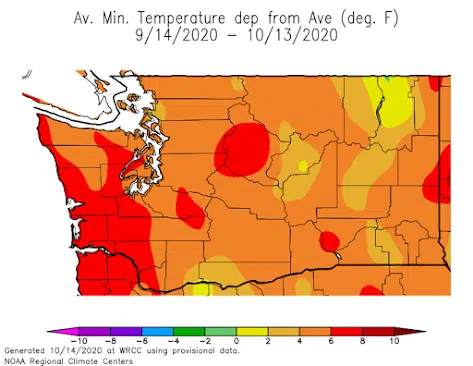 Av. Min. Temperature dep from Ave (deg. F)
9/14/2020 – 10/13/2020
-10 -8 -6 -4 -2 0 2 4 6 8 10
Generated 10/14/2020 at WRCC using provisional data.
NOAA Regional Climate Centers